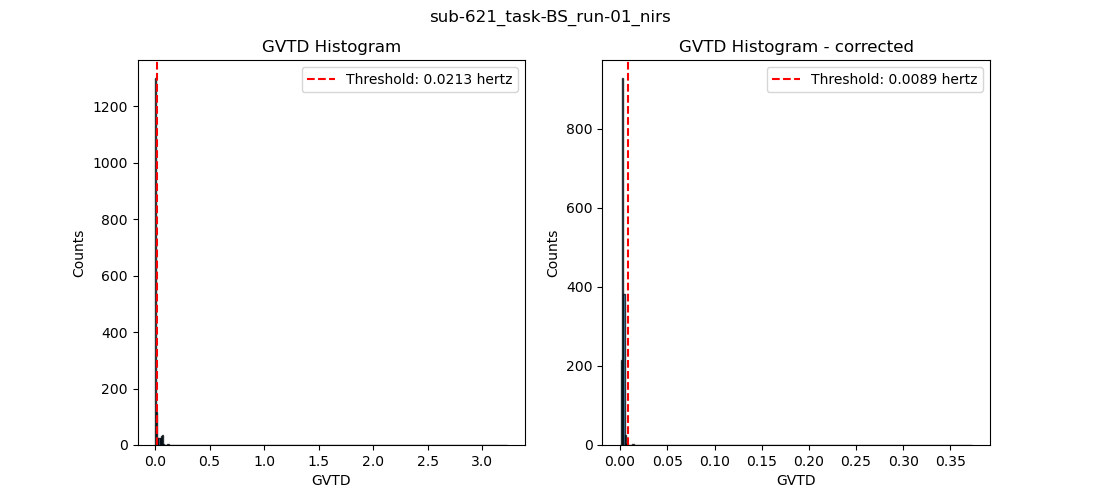 sub-621_task-BS_run-01_nirs
GVTD Histogram
Threshold: 0.0213 hertz
1200
1000
800
600
400
200
0
Counts
0.0 0.5 1.0 1.5 2.0 2.5 3.0
GVTD
GVTD Histogram - corrected
Threshold: 0.0089 hertz
800
600
400
200
0
Counts
0.00 0.05 0.10 0.15 0.20 0.25 0.30 0.35
GVTD